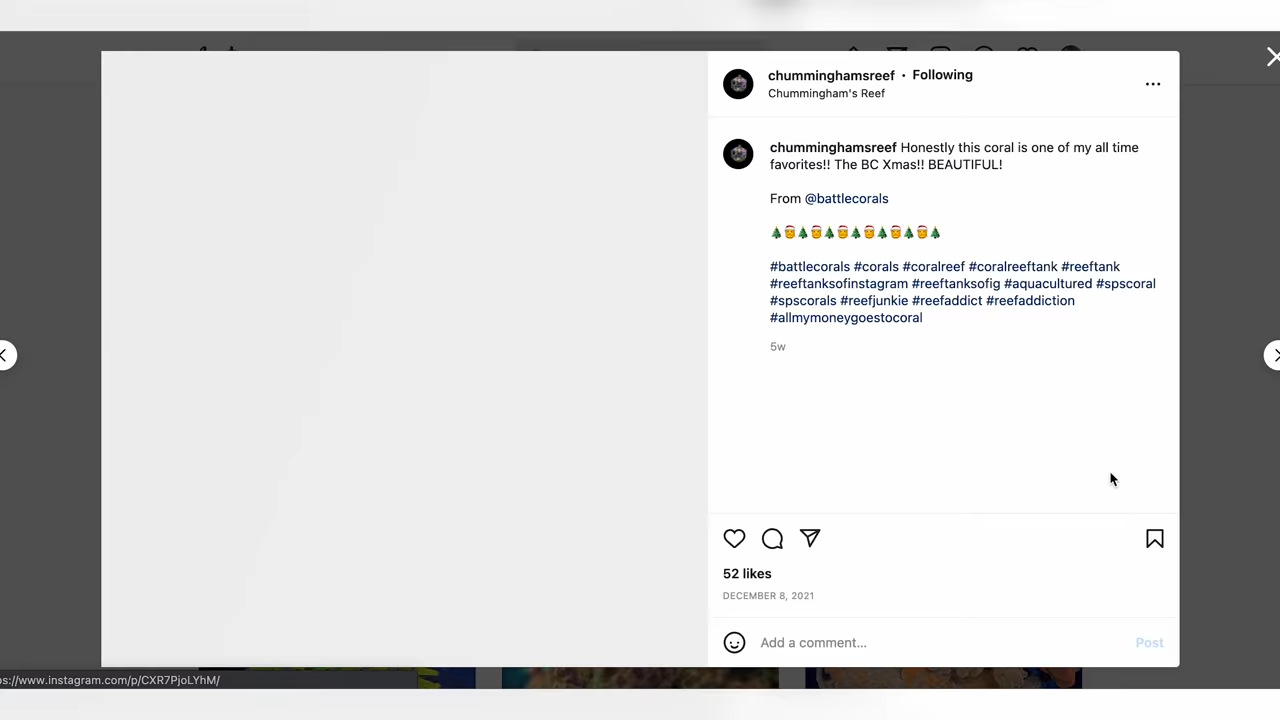 chumminghamsreef • Following
Chummingham's Reef
chumminghamsreef Honestly this coral is one of my all time
favorites!! The BC Xmas!! BEAUTIFUL!
From @battlecorals
🎄🎅🎄🎅🎄🎅🎄🎅🎄🎅🎄🎅🎄
#battlecorals #corals #coralreef #coralreeftank #reeftank
#reeftanksofinstagram #reeftanksofig #aquacultured #spscoral
#spscorals #reefjunkie #reefaddict #reefaddiction
#allmymoneygoestocoral
5w
52 likes
DECEMBER 8, 2021
Add a comment... Post
ps://www.instagram.com/p/CXR7PjoLYhM/